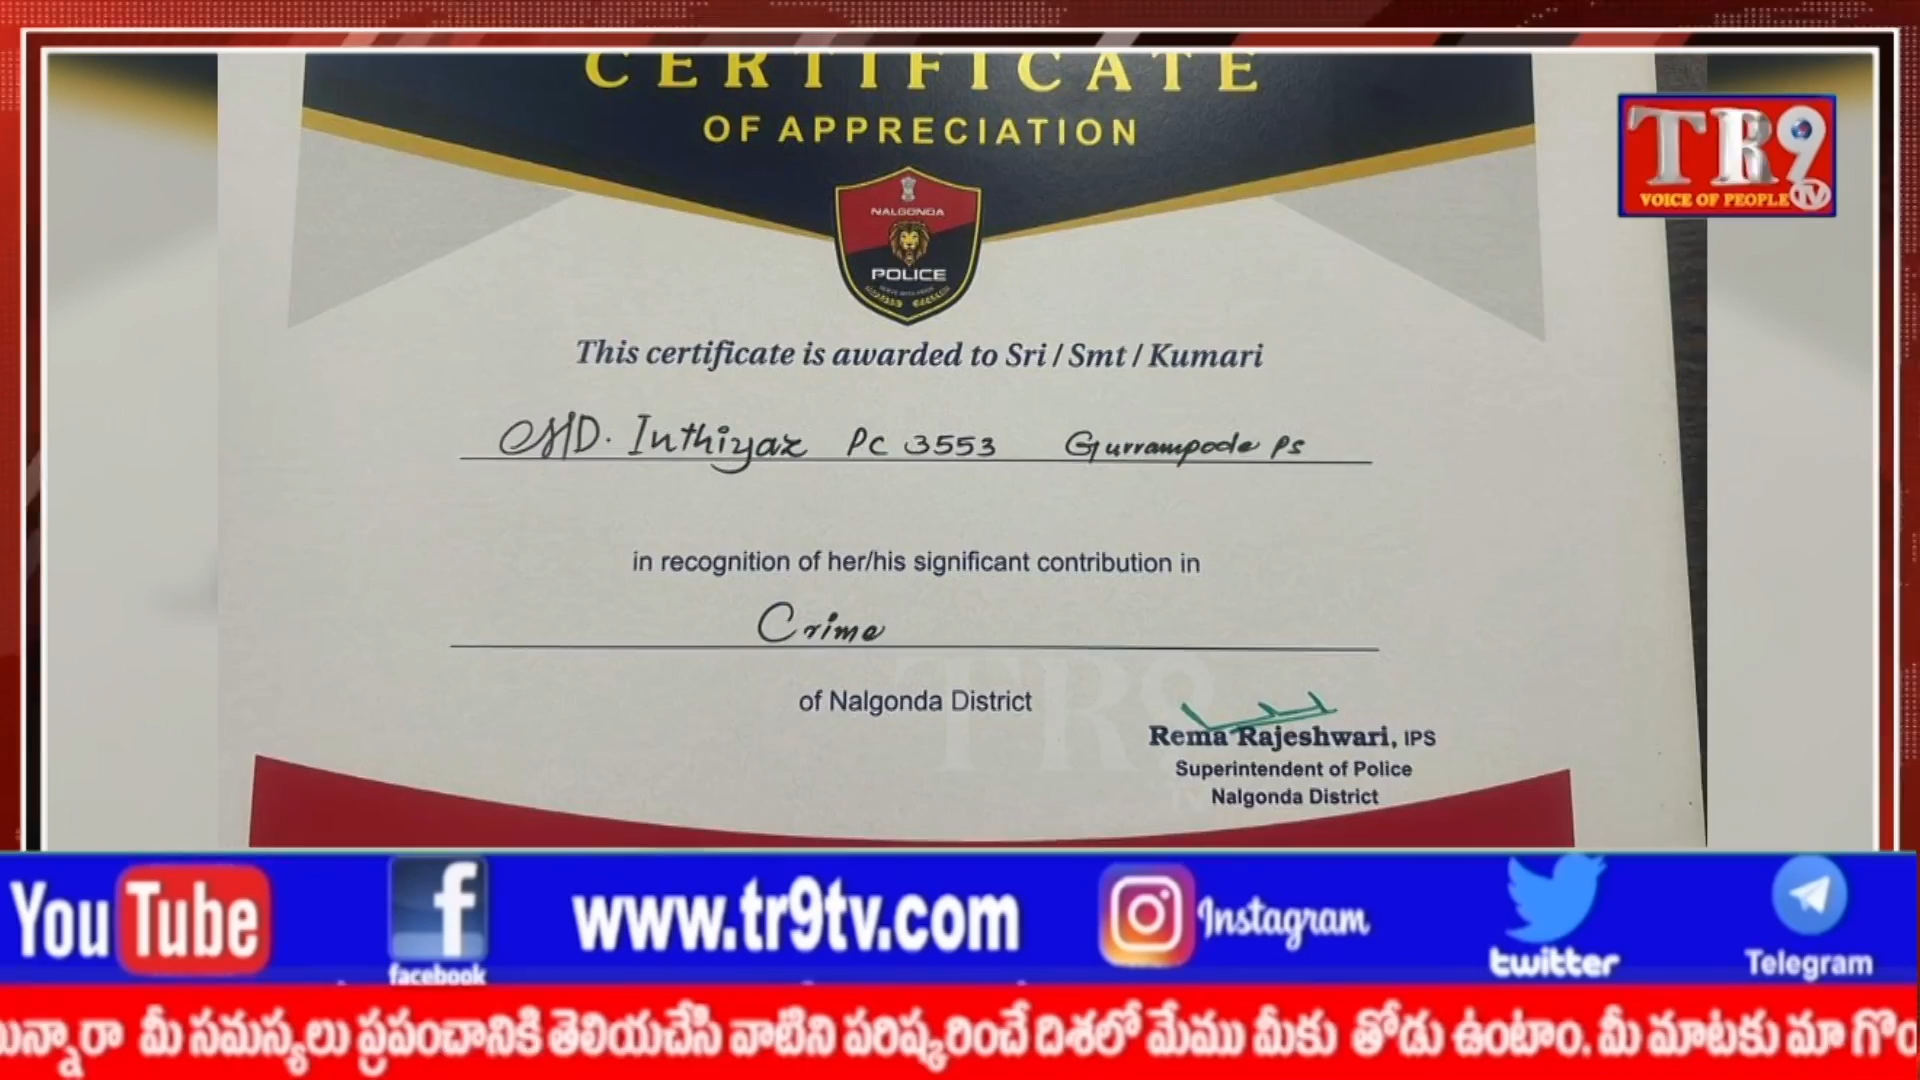 CERTIFICATE
OF APPRECIATION
TR9
TV
VOICE OF PEOPLE
NALGONDA
POLICE
This certificate is awarded to Sri / Smt / Kumari
MD. Inthiyaz PC 3553 Gurrampode PS
in recognition of her/his significant contribution in
Crime
of Nalgonda District
Rema Rajeshwari, IPS
Superintendent of Police
Nalgonda District
YouTube
facebook
www.tr9tv.com
Instagram
twitter
Telegram
మీ సమస్యలు ప్రపంచానికి తెలియచేసి వాటిని పరిష్కరించే దిశలో మేము మీకు తోడు ఉంటాం. మీ మాటకు మా